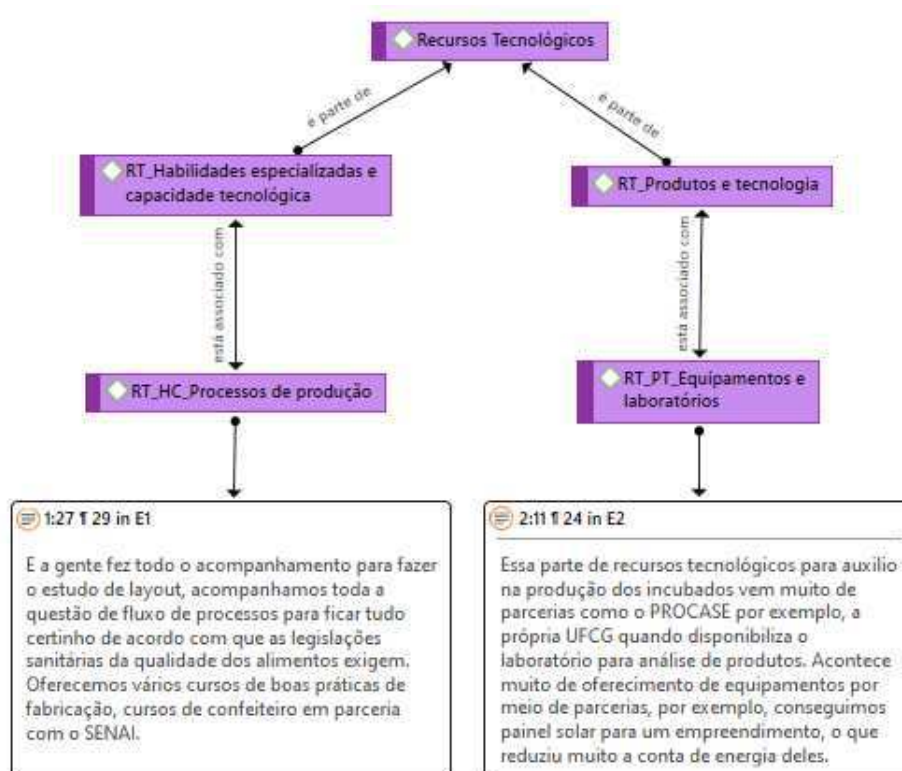 Recursos Tecnológicos
é parte de
é parte de
RT_Habilidades especializadas e
capacidade tecnológica
RT_Produtos e tecnologia
está associado com
está associado com
RT_HC_Processos de produção
RT_PT_Equipamentos e
laboratórios
1:27 ¶ 29 in E1
E a gente fez todo o acompanhamento para fazer
o estudo de layout, acompanhamos toda a
questão de fluxo de processos para ficar tudo
certinho de acordo com que as legislações
sanitárias da qualidade dos alimentos exigem.
Oferecemos vários cursos de boas práticas de
fabricação, cursos de confeiteiro em parceria
com o SENAI.
2:11 ¶ 24 in E2
Essa parte de recursos tecnológicos para auxilio
na produção dos incubados vem muito de
parcerias como o PROCASE por exemplo, a
própria UFCG quando disponibiliza o
laboratório para análise de produtos. Acontece
muito de oferecimento de equipamentos por
meio de parcerias, por exemplo, conseguimos
painel solar para um empreendimento, o que
reduziu muito a conta de energia deles.